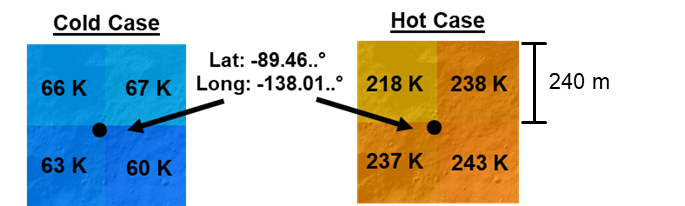 Cold Case
Hot Case
Lat: -89.46..°
Long: -138.01..°
66 K 67 K
218 K 238 K
240 m
63 K 60 K
237 K 243 K